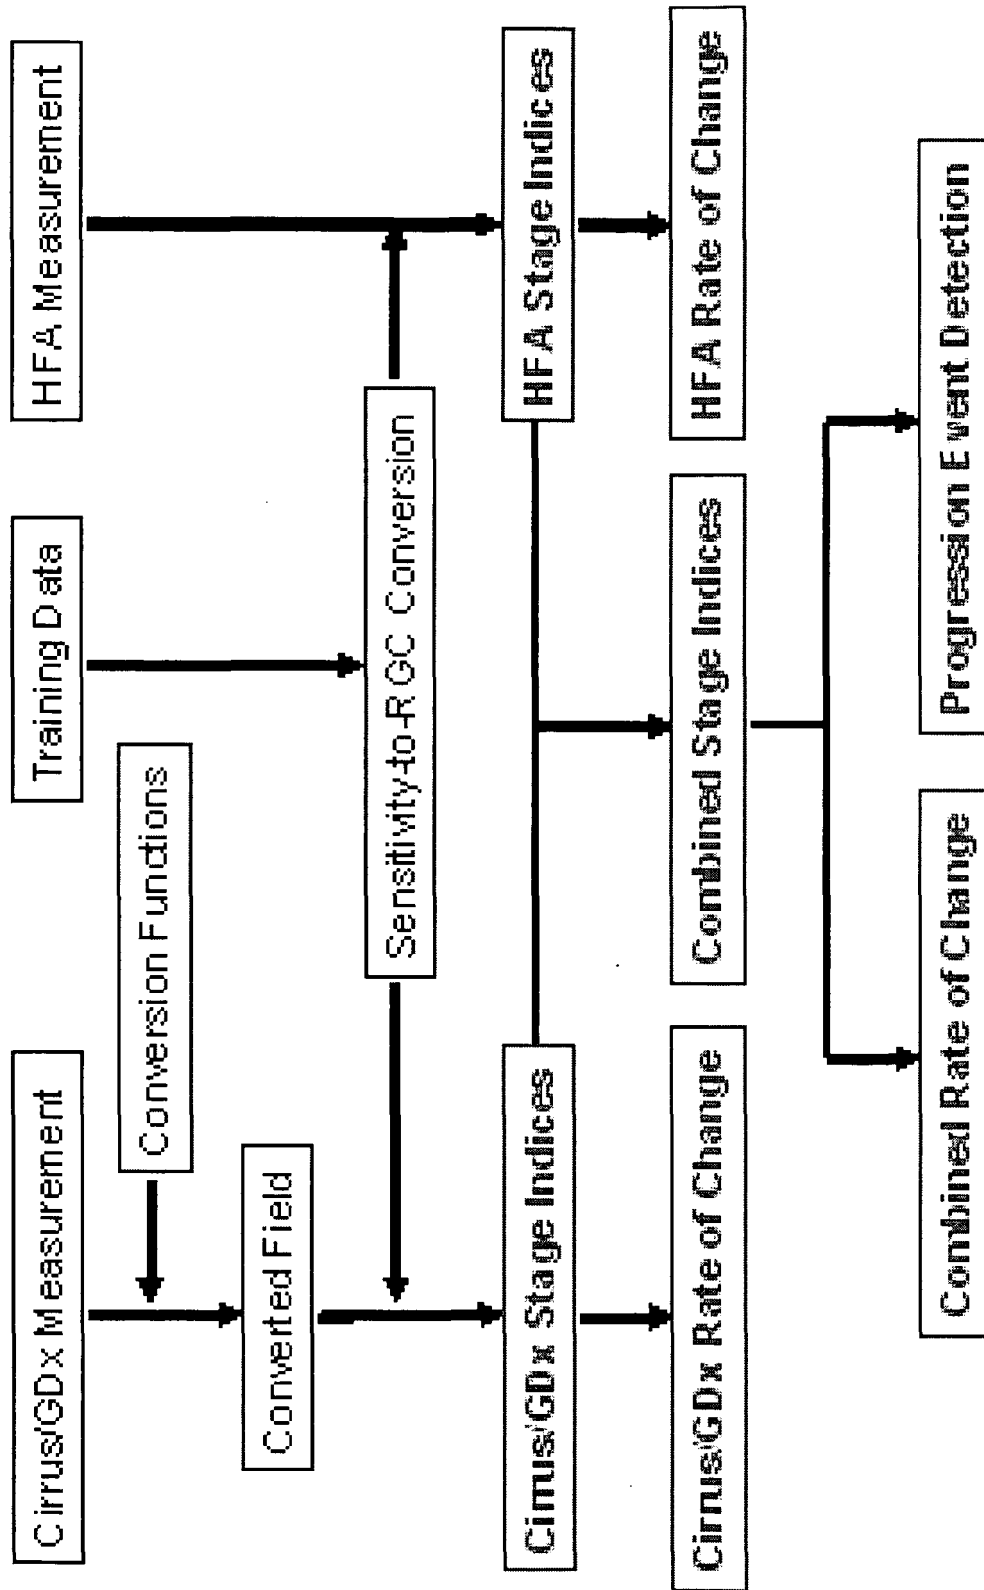 Cirrus/GDx Measurement
Training Data
HFA Measurement
Conversion Functions
Converted Field
Sensitivity-to-RGC Conversion
Cirrus/GDx Stage Indices
HFA Stage Indices
Cirrus/GDx Rate of Change
Combined Stage Indices
HFA Rate of Change
Combined Rate of Change
Progression Event Detection